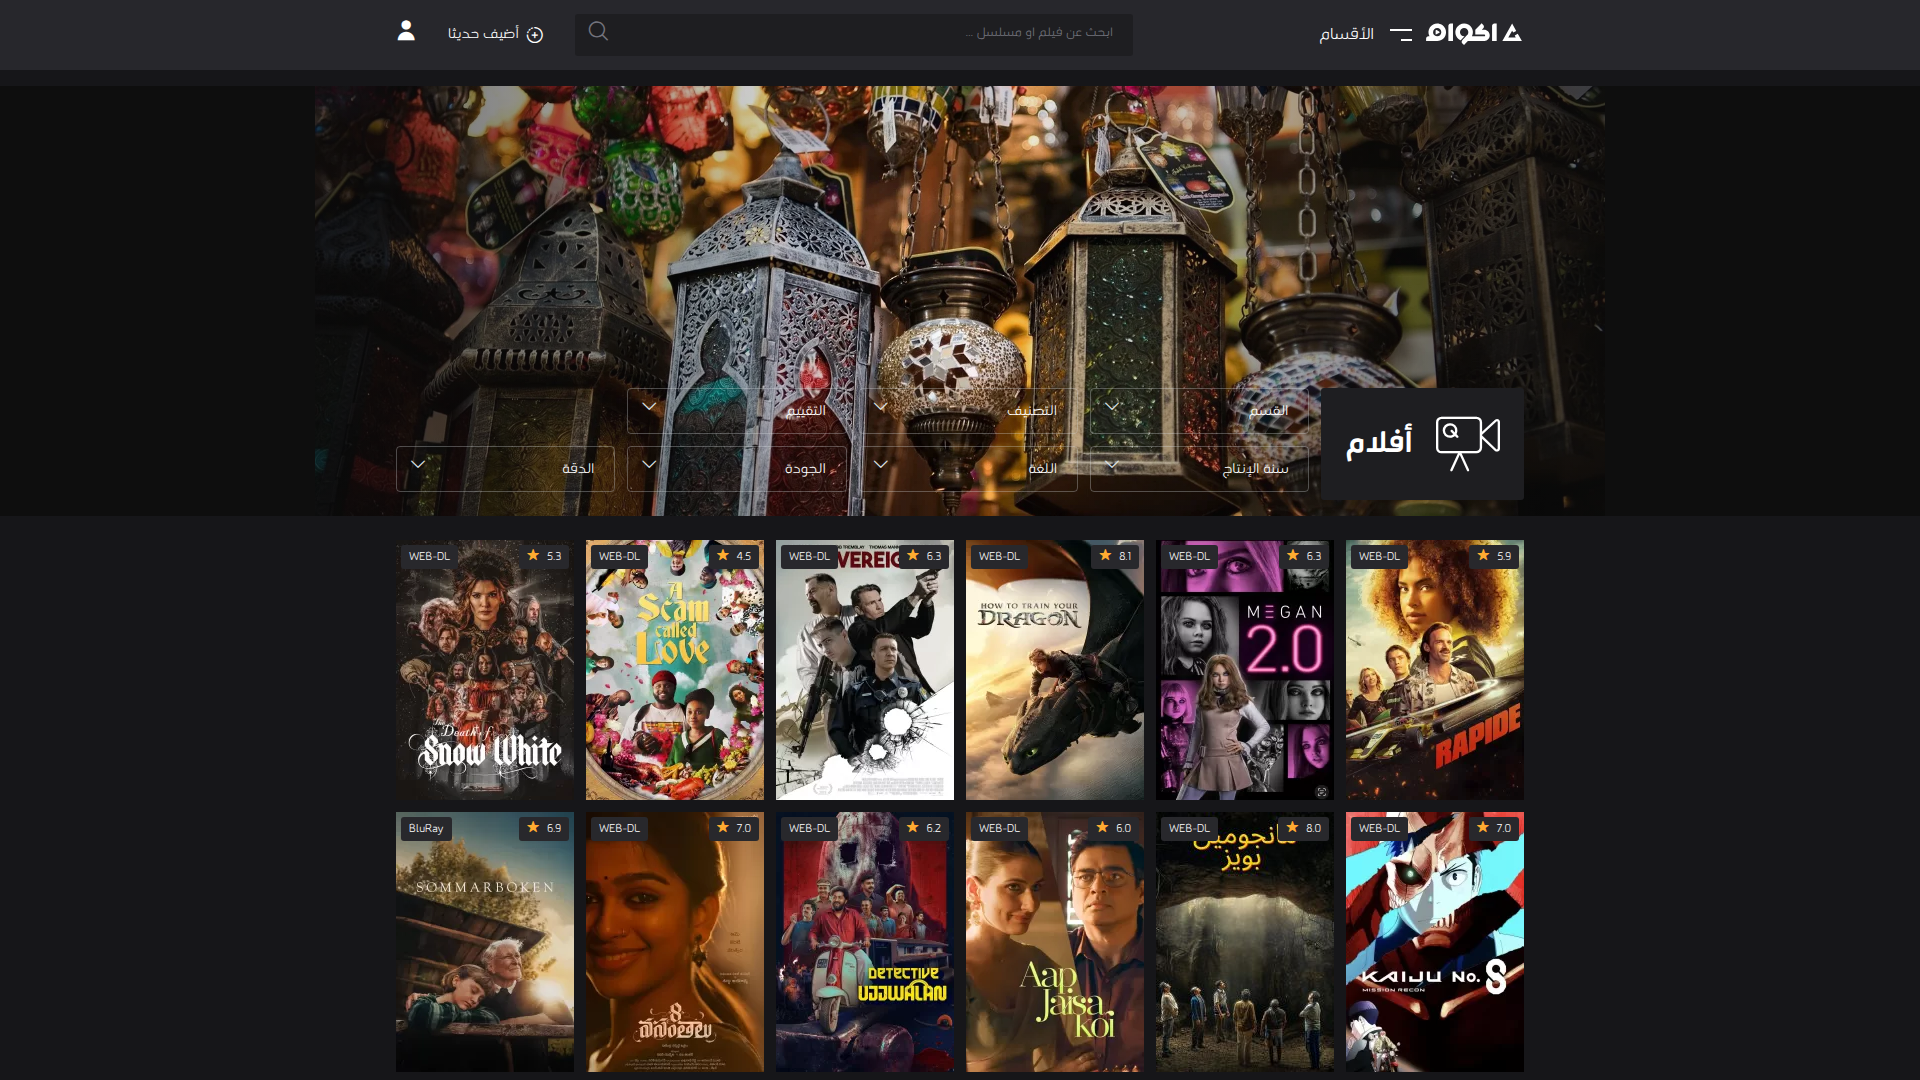 اكوام
الأقسام
ابحث عن فيلم او مسلسل ...
أضيف حديثا
أفلام
القسم
التصنيف
التقييم
سنة الإنتاج
اللغة
الجودة
الدقة
WEB-DL 5.9
RAPIDE
WEB-DL 6.3
MEGAN
2.0
WEB-DL 8.1
HOW TO TRAIN YOUR
DRAGON
WEB-DL 6.3
WEB-DL 4.5
A
Scam
called
Love
WEB-DL 5.3
The
Death of
Snow White
WEB-DL 7.0
KAIJU No. 8
MISSION RECON
WEB-DL 8.0
بويز
WEB-DL 6.0
Aap
Jaisa
koi
WEB-DL 6.2
DETECTIVE
UJJWALAN
WEB-DL 7.0
8
BluRay 6.9
SOMMARBOKEN